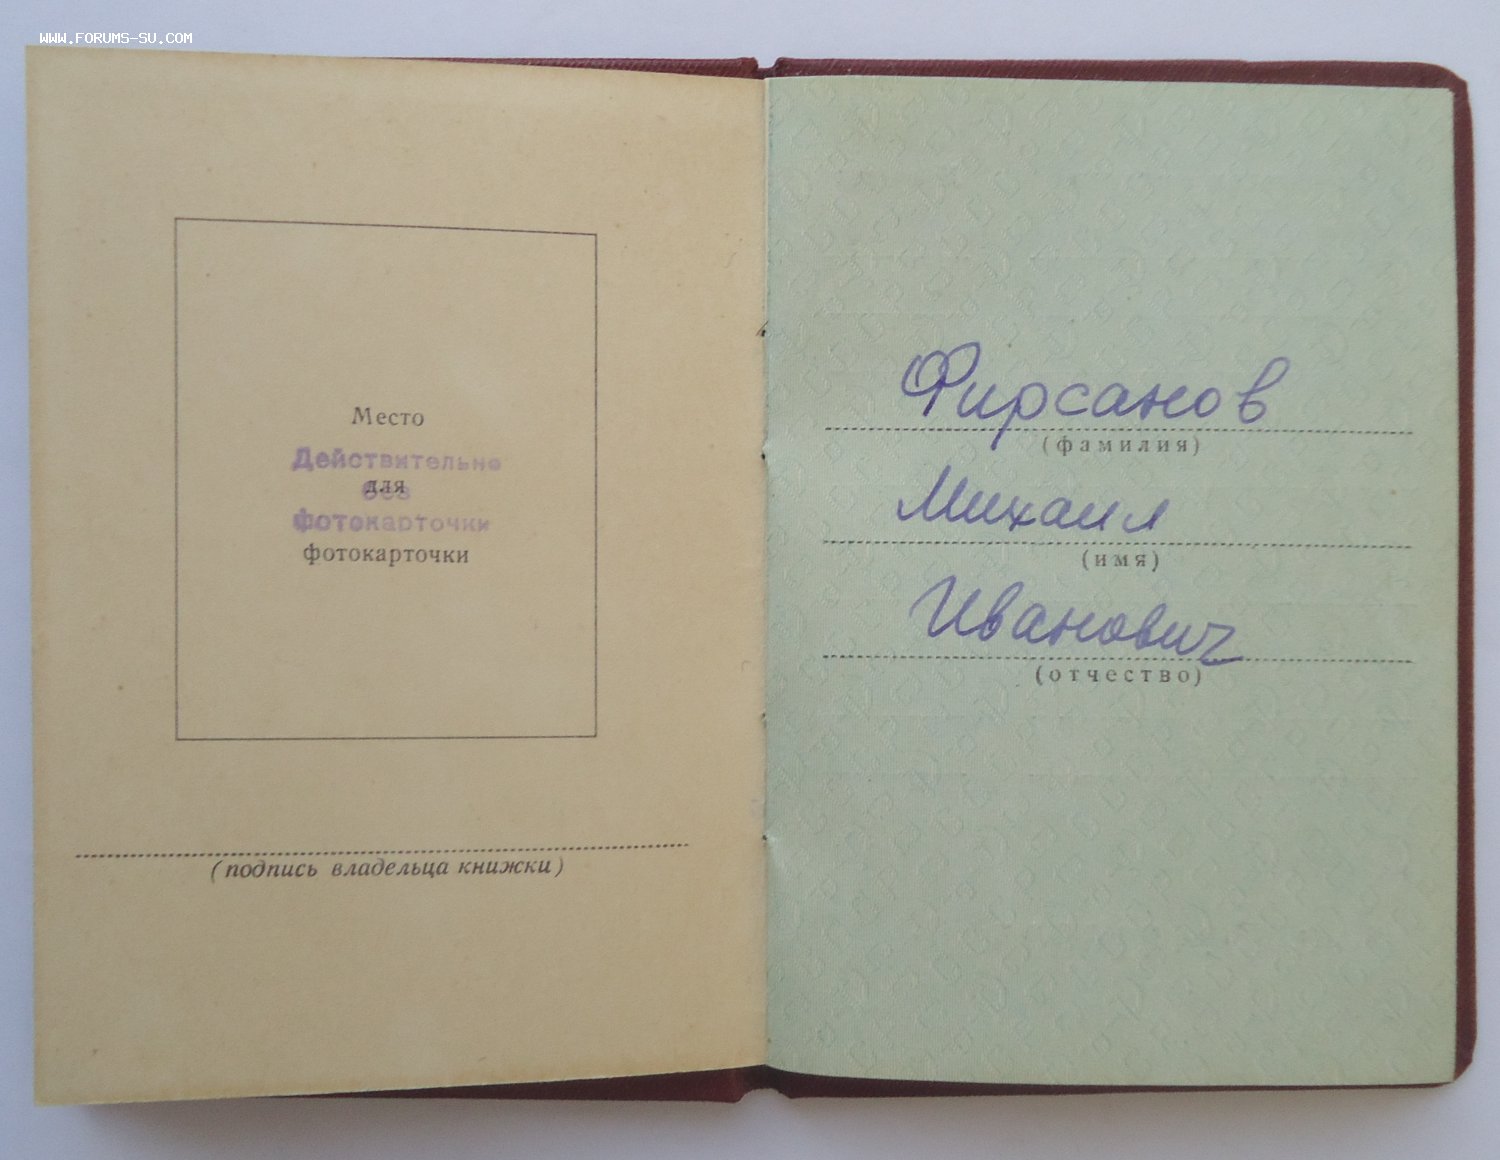 WWW.FORUMS-SU.COM
Место
Действительно
для
без
фотокарточки
фотокарточки
(подпись владельца книжки)
Фирсанов
(фамилия)
Михаил
(имя)
Иванович
(отчество)